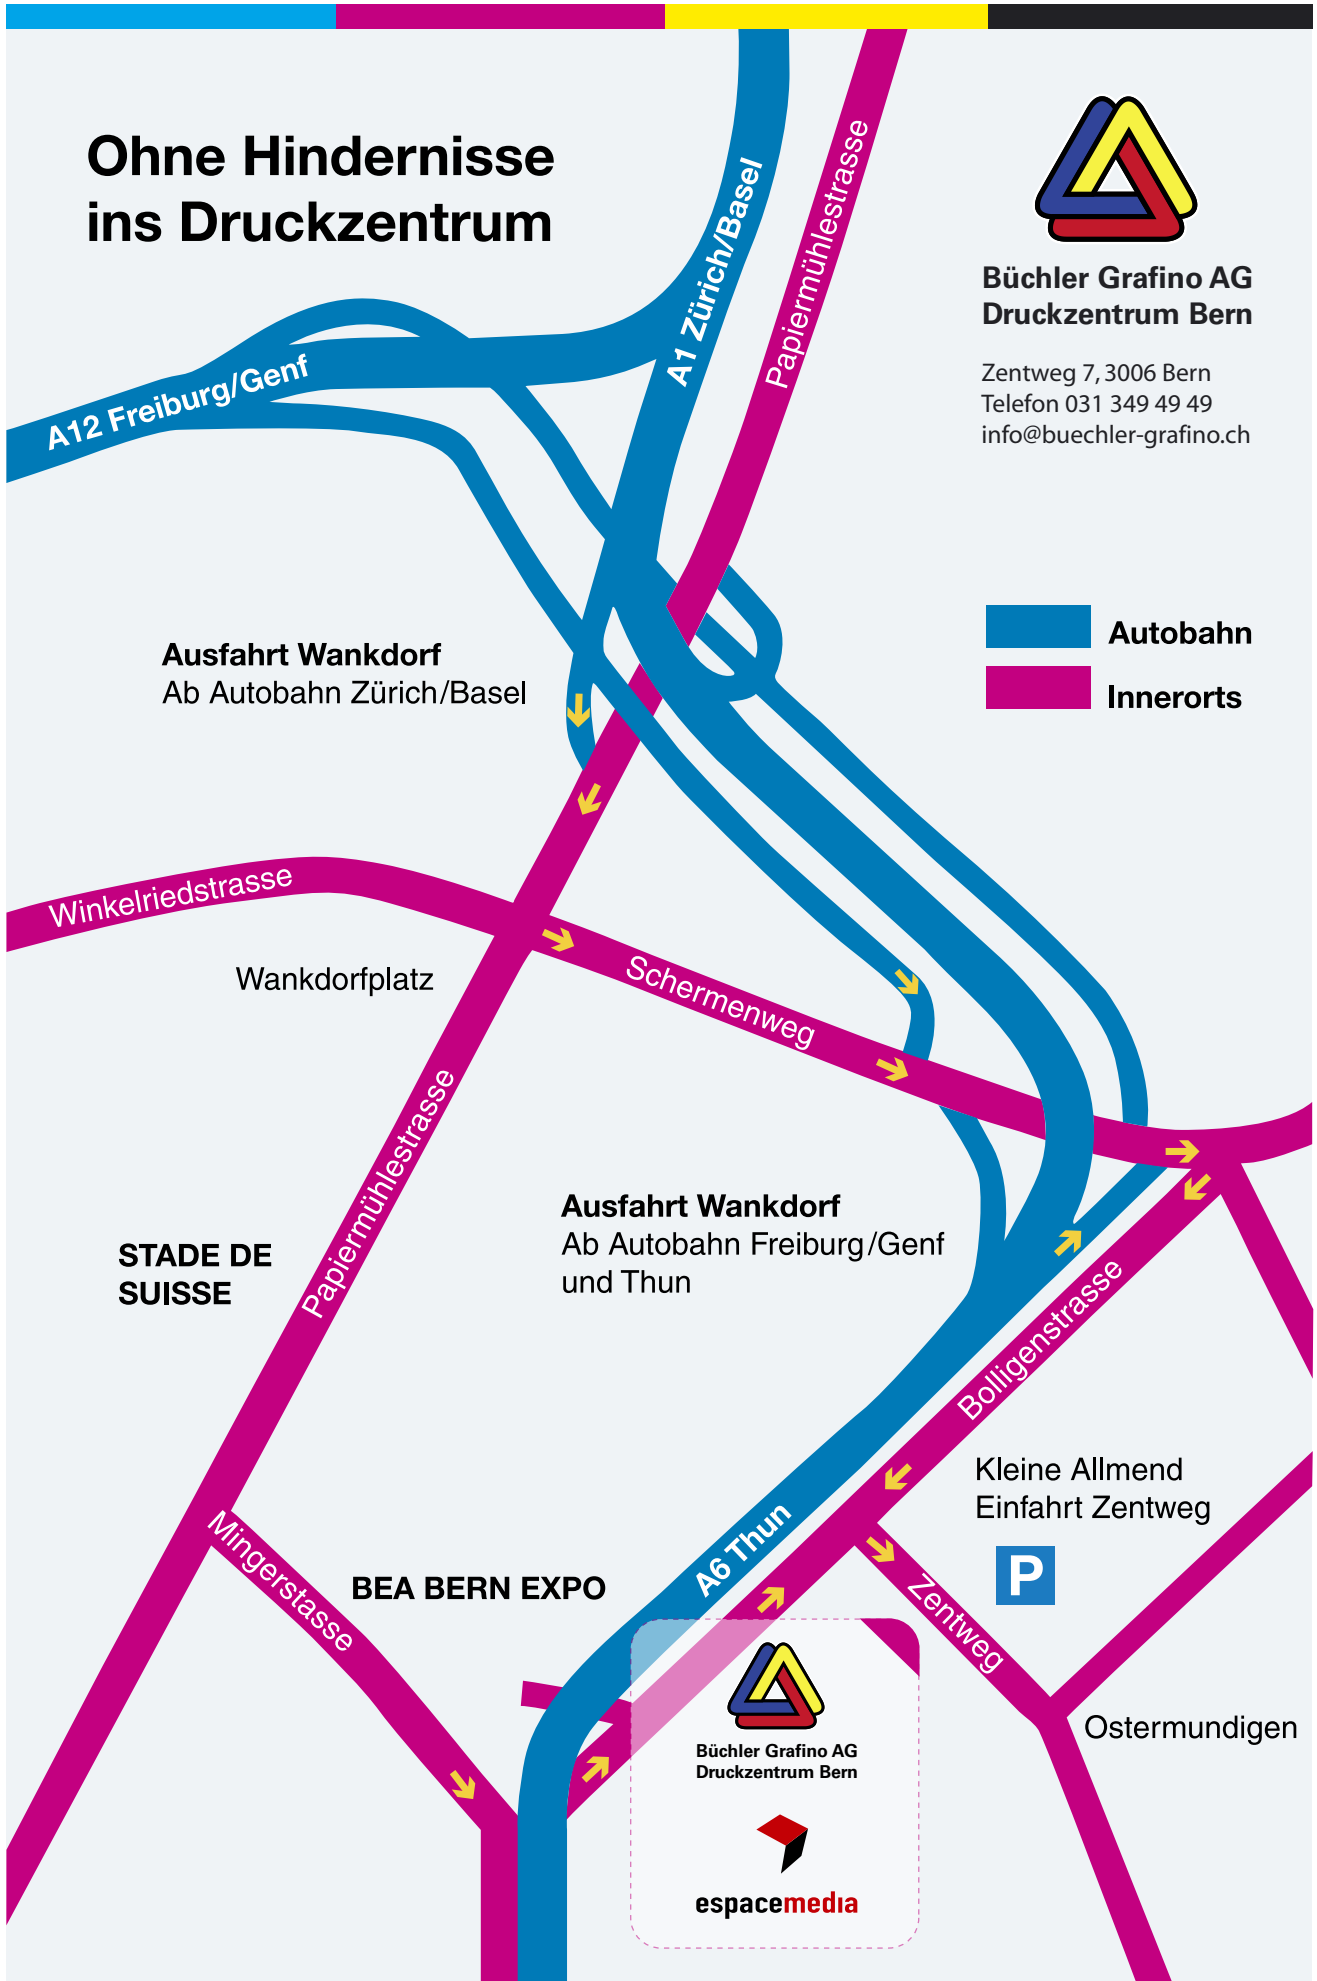 Ohne Hindernisse
ins Druckzentrum
Büchler Grafino AG
Druckzentrum Bern
Zentweg 7, 3006 Bern
Telefon 031 349 49 49
info@buechler-grafino.ch
A1 Zürich/Basel
Papiermühlestrasse
A12 Freiburg/Genf
Autobahn
Innerorts
Ausfahrt Wankdorf
Ab Autobahn Zürich/Basel
Winkelriedstrasse
Wankdorfplatz
Schermenweg
Papiermühlestrasse
Ausfahrt Wankdorf
Ab Autobahn Freiburg/Genf
und Thun
STADE DE
SUISSE
Bolligenstrasse
Kleine Allmend
Einfahrt Zentweg
P
A6 Thun
Mingerstasse
BEA BERN EXPO
Zentweg
Ostermundigen
Büchler Grafino AG
Druckzentrum Bern
espacemedia